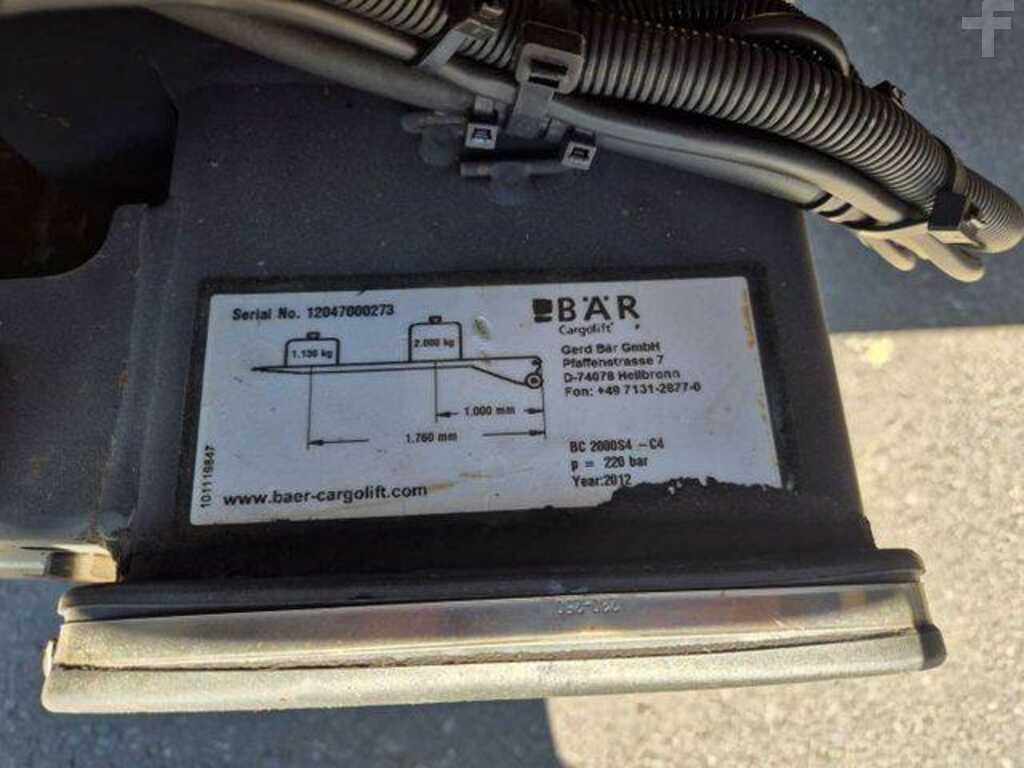 Serial No. 12047000273
BÄR
Cargolift
Gerd Bär GmbH
Pfaffenstrasse 7
D-74078 Heilbronn
Fon: +49 7131-2877-0
1.136 kg
2.000 kg
1.000 mm
1.760 mm
BC 2000S4 - C4
p = 220 bar
Year:2012
101119847
www.baer-cargolift.com
f